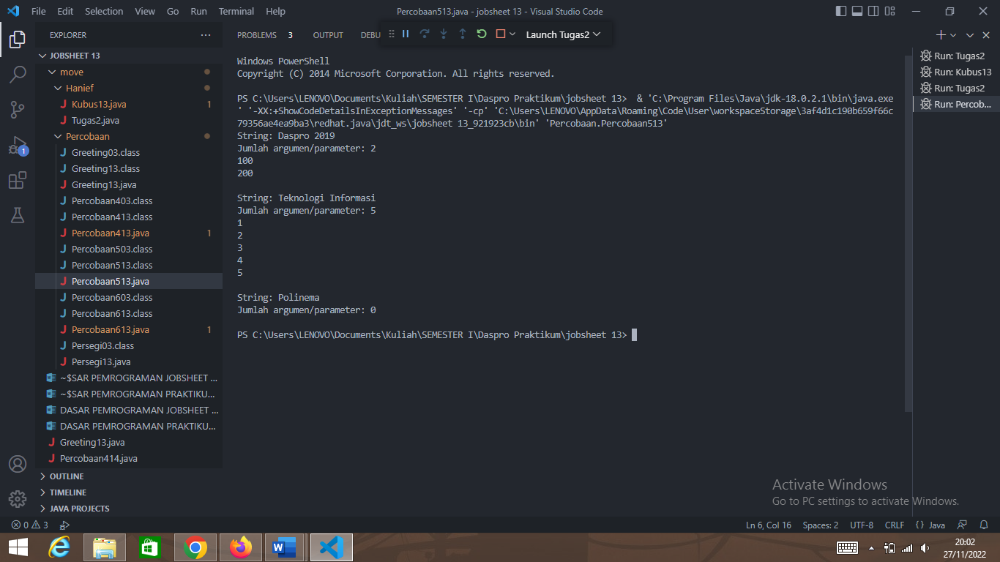 File Edit Selection View Go Run Terminal Help
Percobaan513.java - jobsheet 13 - Visual Studio Code
EXPLORER
JOBSHEET 13
move
Hanief
Kubus13.java 1
Tugas2.java
Percobaan
Greeting03.class
Greeting13.class
Greeting13.java
Percobaan403.class
Percobaan413.class
Percobaan413.java 1
Percobaan503.class
Percobaan513.class
Percobaan513.java
Percobaan603.class
Percobaan613.class
Percobaan613.java 1
Persegi03.class
Persegi13.java
~$SAR PEMROGRAMAN JOBSHEET ...
~$SAR PEMROGRAMAN PRAKTIKU...
DASAR PEMROGRAMAN JOBSHEET ...
DASAR PEMROGRAMAN PRAKTIKU...
Greeting13.java
Percobaan414.java
OUTLINE
TIMELINE
JAVA PROJECTS
1
PROBLEMS 3 OUTPUT DEBU
Launch Tugas2
Windows PowerShell
Copyright (C) 2014 Microsoft Corporation. All rights reserved.
PS C:\Users\LENOVO\Documents\Kuliah\SEMESTER I\Daspro Praktikum\jobsheet 13>  & 'C:\Program Files\Java\jdk-18.0.2.1\bin\java.exe
' '-XX:+ShowCodeDetailsInExceptionMessages' '-cp' 'C:\Users\LENOVO\AppData\Roaming\Code\User\workspaceStorage\3af4d1c190b659f66c
79356ae4ea9ba3\redhat.java\jdt_ws\jobsheet 13_921923cb\bin' 'Percobaan.Percobaan513'
String: Daspro 2019
Jumlah argumen/parameter: 2
100
200
String: Teknologi Informasi
Jumlah argumen/parameter: 5
1
2
3
4
5
String: Polinema
Jumlah argumen/parameter: 0
PS C:\Users\LENOVO\Documents\Kuliah\SEMESTER I\Daspro Praktikum\jobsheet 13>
Run: Tugas2
Run: Kubus13
Run: Tugas2
Run: Percob...
Activate Windows
Go to PC settings to activate Windows.
0 3
Ln 6, Col 16 Spaces: 2 UTF-8 CRLF {} Java
20:02
27/11/2022